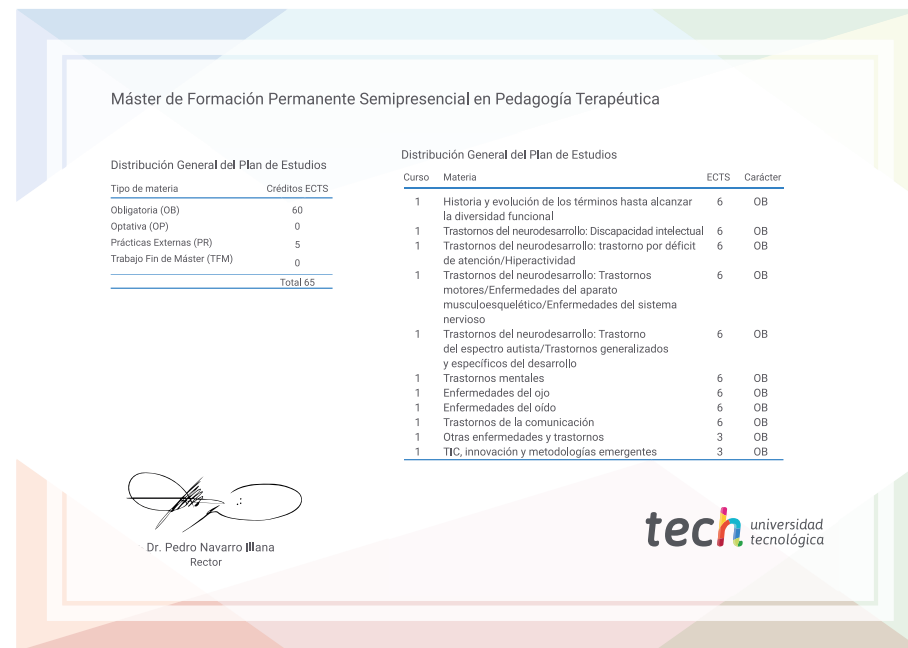 Máster de Formación Permanente Semipresencial en Pedagogía Terapéutica
Distribución General del Plan de Estudios
Tipo de materia Créditos ECTS
Obligatoria (OB) 60
Optativa (OP) 0
Prácticas Externas (PR) 5
Trabajo Fin de Máster (TFM) 0
Total 65
Distribución General del Plan de Estudios
Curso Materia ECTS Carácter
1 Historia y evolución de los términos hasta alcanzar 6 OB
la diversidad funcional
1 Trastornos del neurodesarrollo: Discapacidad intelectual 6 OB
1 Trastornos del neurodesarrollo: trastorno por déficit 6 OB
de atención/Hiperactividad
1 Trastornos del neurodesarrollo: Trastornos 6 OB
motores/Enfermedades del aparato
musculoesquelético/Enfermedades del sistema
nervioso
1 Trastornos del neurodesarrollo: Trastorno 6 OB
del espectro autista/Trastornos generalizados
y específicos del desarrollo
1 Trastornos mentales 6 OB
1 Enfermedades del ojo 6 OB
1 Enfermedades del oído 6 OB
1 Trastornos de la comunicación 6 OB
1 Otras enfermedades y trastornos 3 OB
1 TIC, innovación y metodologías emergentes 3 OB
Dr. Pedro Navarro Illana
Rector
tech universidad
tecnológica